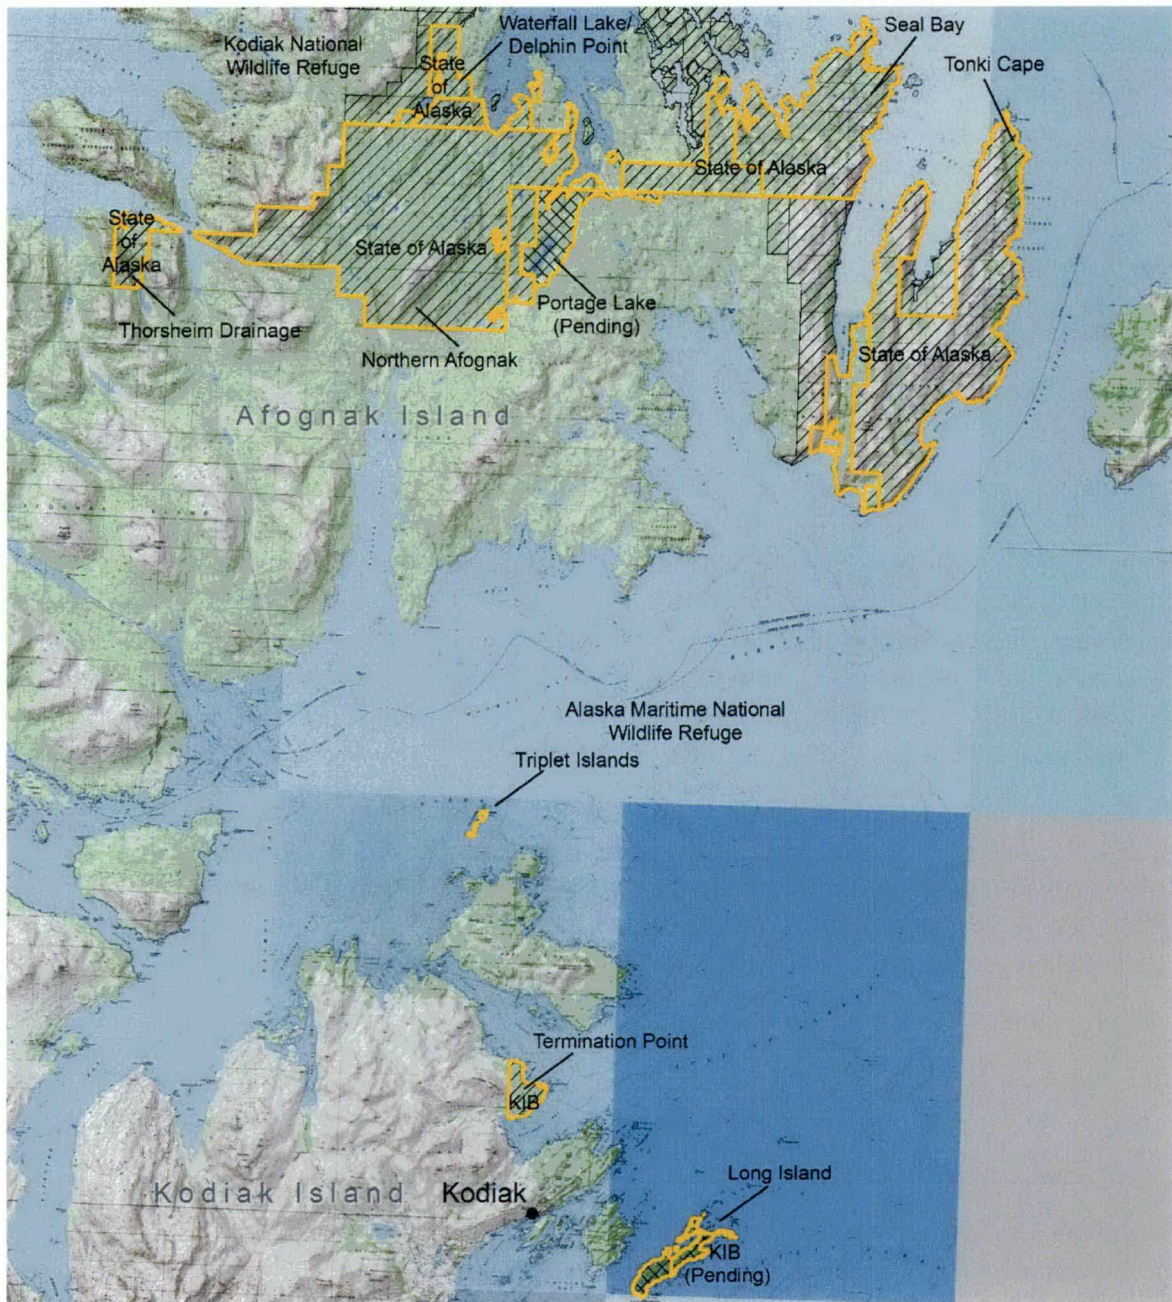 Waterfall Lake/
Delphin Point
Seal Bay
Kodiak National
Wildlife Refuge
State
of
Alaska
Tonki Cape
State of Alaska
State
of
Alaska
State of Alaska
Portage Lake
(Pending)
Thorsheim Drainage
Northern Afognak
State of Alaska
Afognak Island
Alaska Maritime National
Wildlife Refuge
Triplet Islands
Termination Point
KIB
Long Island
Kodiak Island
Kodiak
KIB
(Pending)